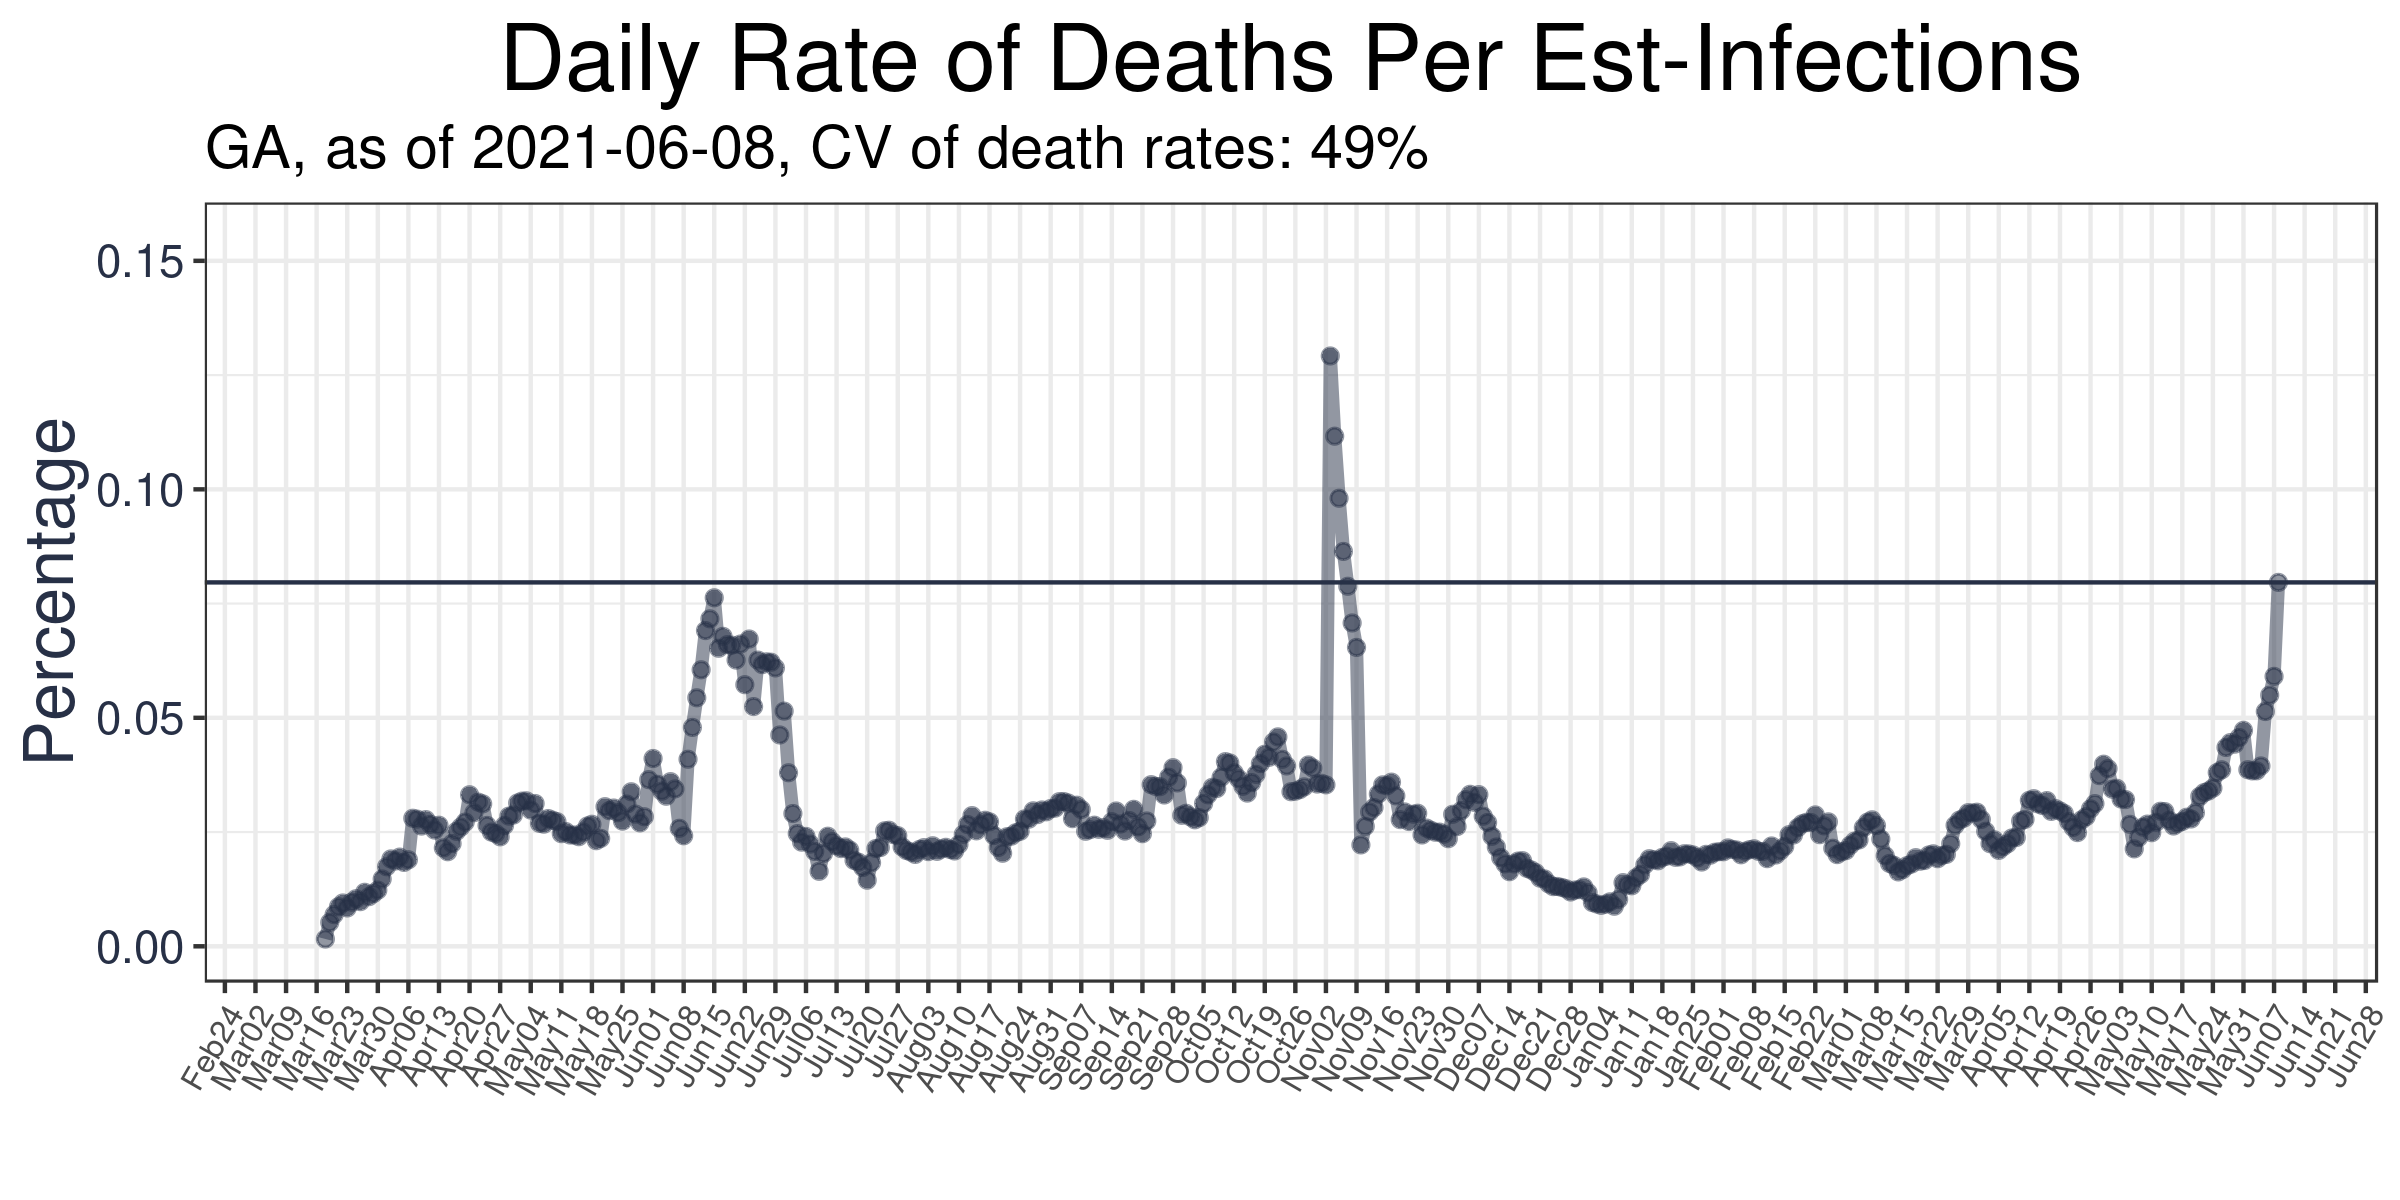 Daily Rate of Deaths Per Est-Infections
GA, as of 2021-06-08, CV of death rates: 49%
Percentage
0.15
0.10
0.05
0.00
Feb24
Mar02
Mar09
Mar16
Mar23
Mar30
Apr06
Apr13
Apr20
Apr27
May04
May11
May18
May25
Jun01
Jun08
Jun15
Jun22
Jun29
Jul06
Jul13
Jul20
Jul27
Aug03
Aug10
Aug17
Aug24
Aug31
Sep07
Sep14
Sep21
Sep28
Oct05
Oct12
Oct19
Oct26
Nov02
Nov09
Nov16
Nov23
Nov30
Dec07
Dec14
Dec21
Dec28
Jan04
Jan11
Jan18
Jan25
Feb01
Feb08
Feb15
Feb22
Mar01
Mar08
Mar15
Mar22
Mar29
Apr05
Apr12
Apr19
Apr26
May03
May10
May17
May24
May31
Jun07
Jun14
Jun21
Jun28